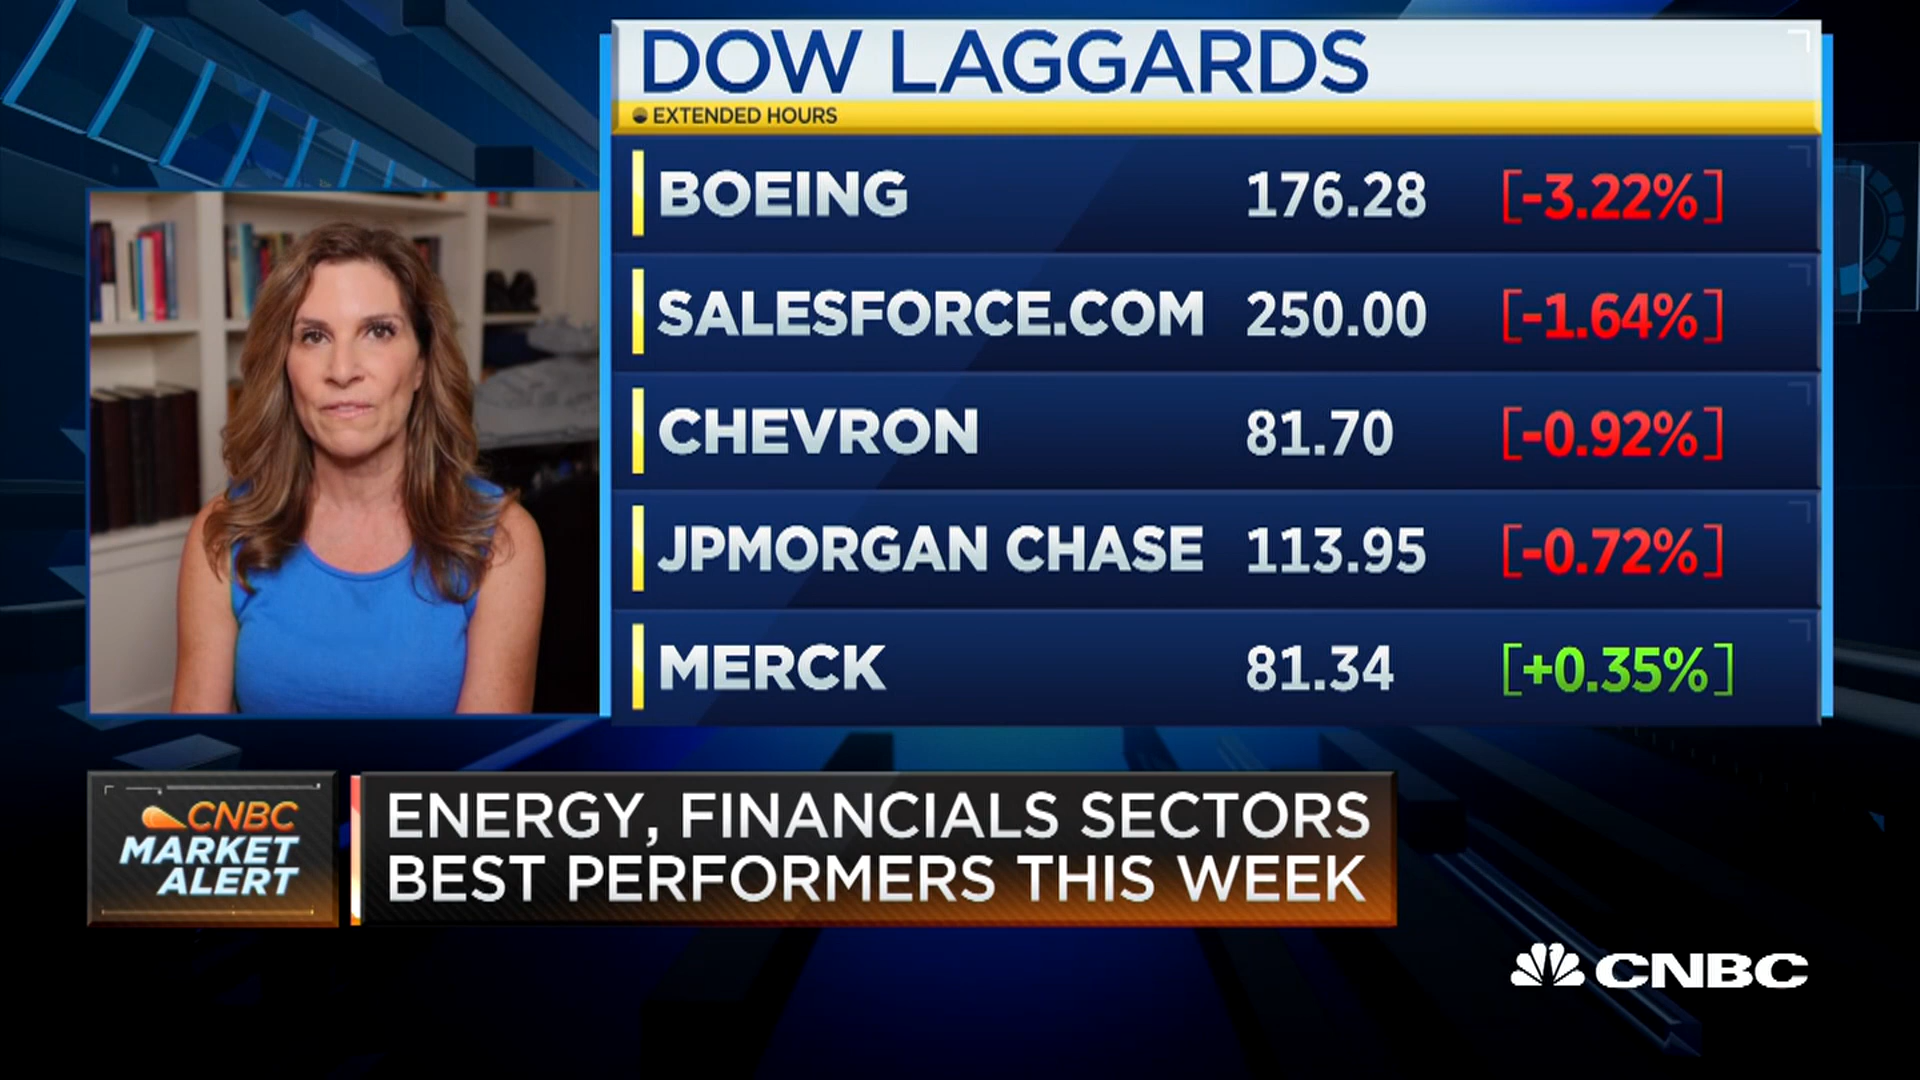 DOW LAGGARDS
EXTENDED HOURS
BOEING 176.28 [-3.22%]
SALESFORCE.COM 250.00 [-1.64%]
CHEVRON 81.70 [-0.92%]
JPMORGAN CHASE 113.95 [-0.72%]
MERCK 81.34 [+0.35%]
CNBC
MARKET
ALERT
ENERGY, FINANCIALS SECTORS
BEST PERFORMERS THIS WEEK
CNBC